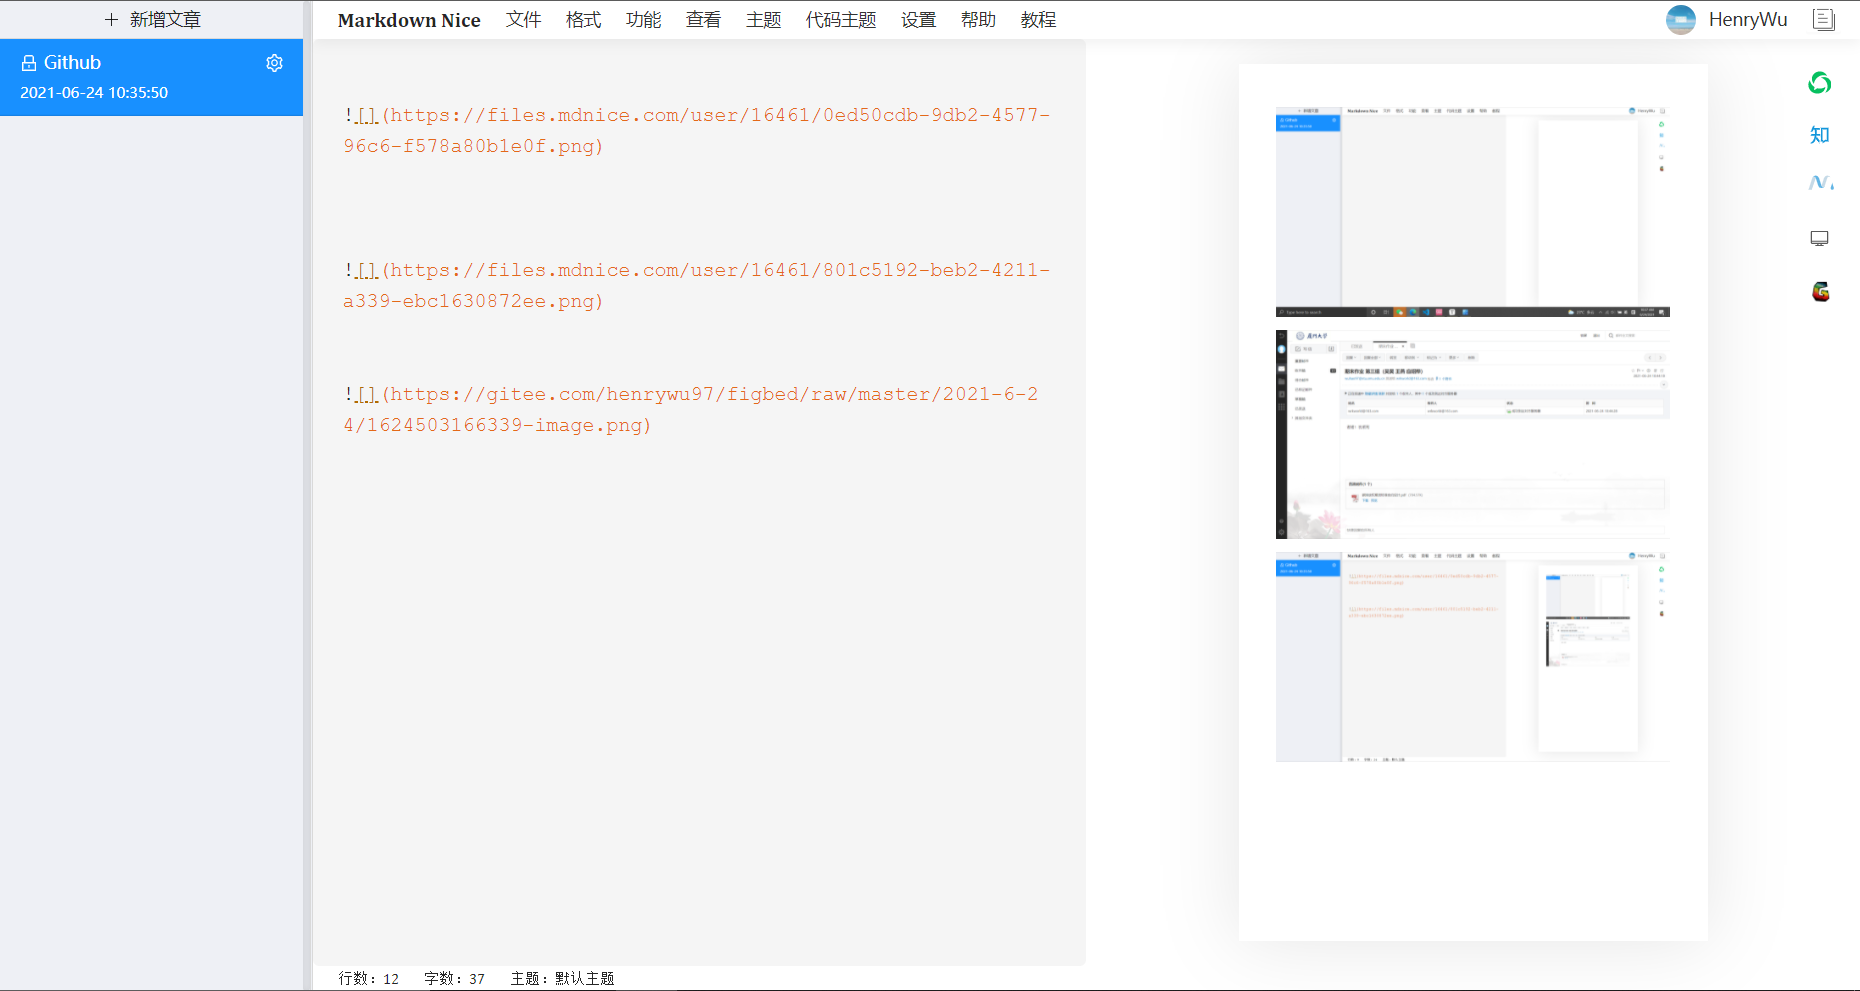 新增文章
Markdown Nice 文件 格式 功能 查看 主题 代码主题 设置 帮助 教程
HenryWu
Github
2021-06-24 10:35:50
![](https://files.mdnice.com/user/16461/0ed50cdb-9db2-4577-
96c6-f578a80b1e0f.png)
![](https://files.mdnice.com/user/16461/801c5192-beb2-4211-
a339-ebc1630872ee.png)
![](https://gitee.com/henrywu97/figbed/raw/master/2021-6-2
4/1624503166339-image.png)
知
行数: 12 字数: 37 主题: 默认主题